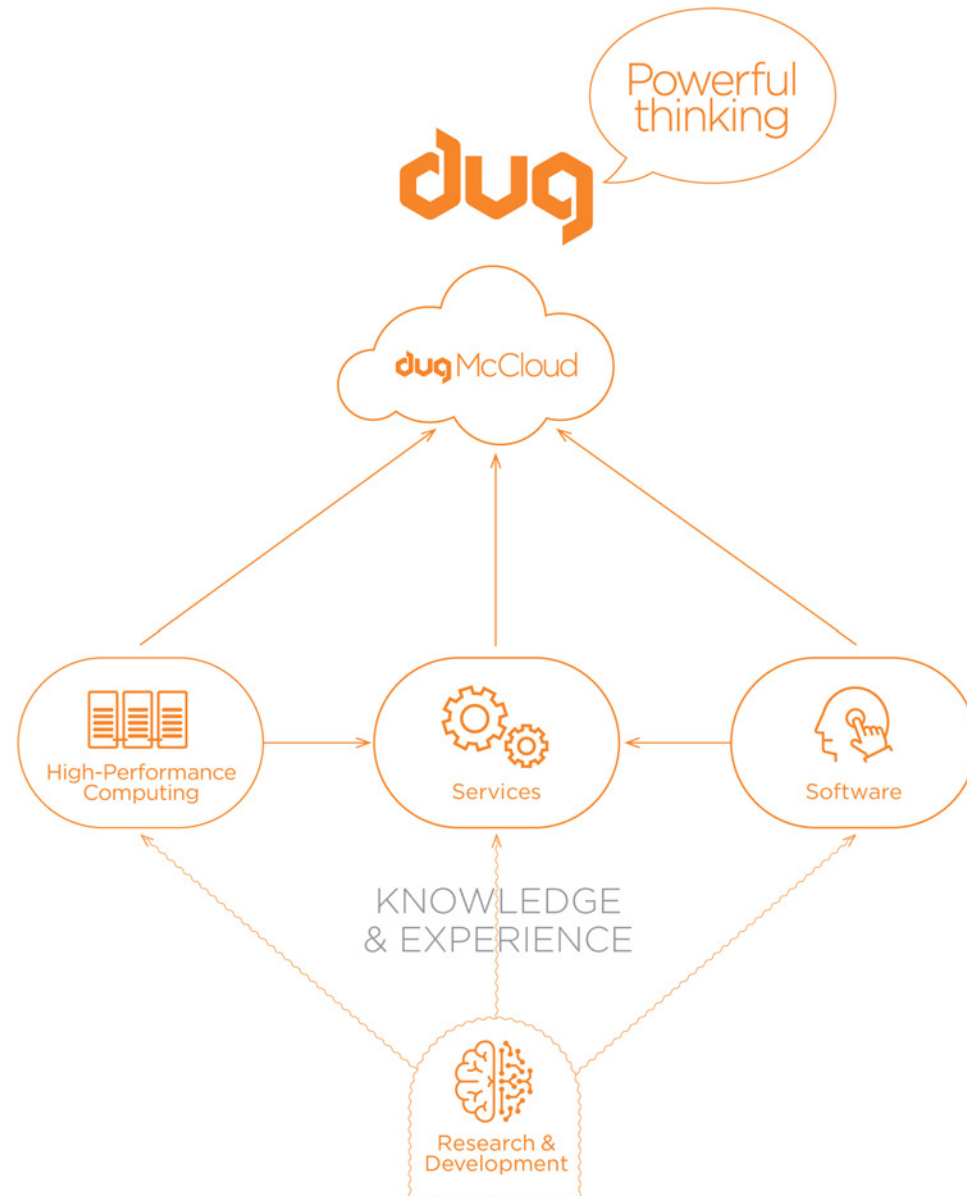 Powerful
thinking
dug
dug McCloud
High-Performance
Computing
Services
Software
KNOWLEDGE
& EXPERIENCE
Research &
Development